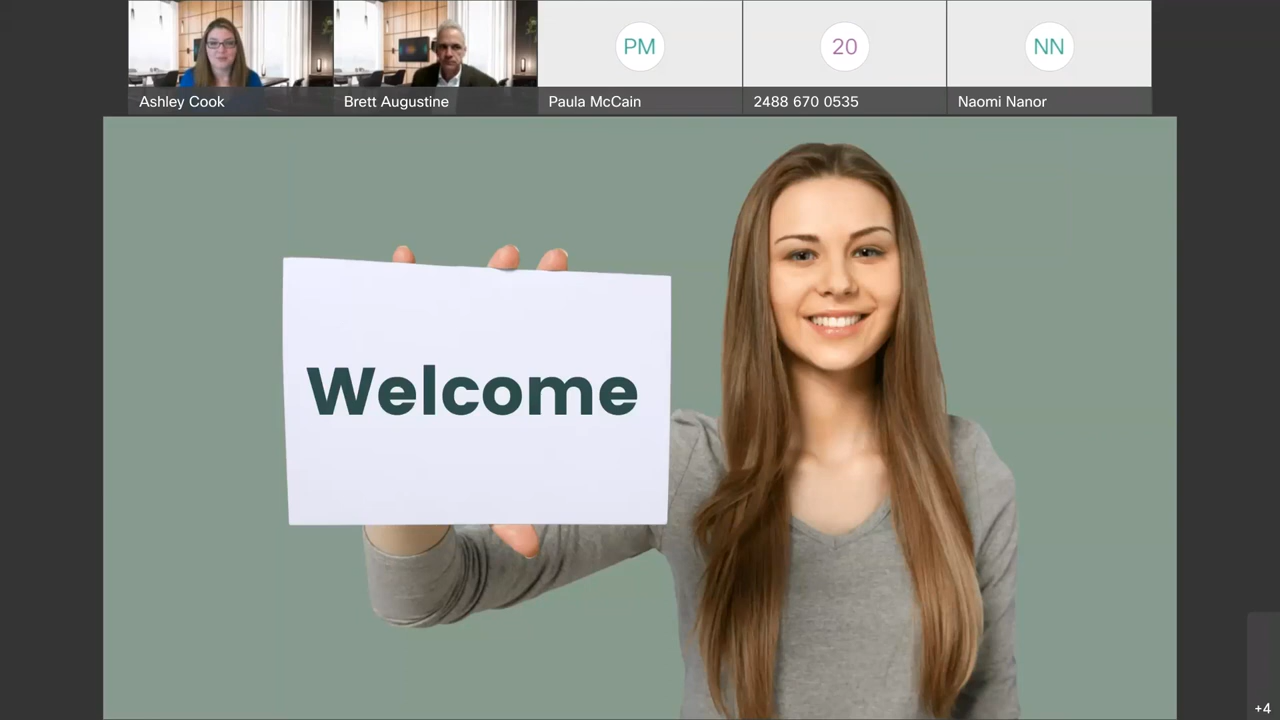 PM
20
NN
Ashley Cook
Brett Augustine
Paula McCain
2488 670 0535
Naomi Nanor
Welcome
+4